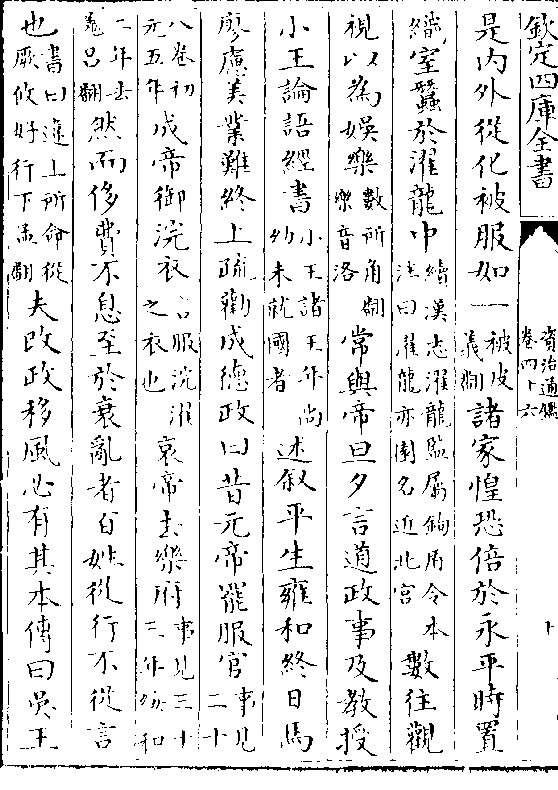 欽定四庫全書
資治通鑑
卷四十六
十
是内外從化被服如一被皮義翻諸家惶恐倍於永平時置
織室蠶於濯龍中續漢志濯龍監屬鉤盾令本注曰濯龍亦園名近北宮數往觀
視以為娛樂數所角翻樂音洛常與帝旦夕言道政事及教授
小王論語經書小王諸王年尚幼未就國者述叙平生雍和終日馬
廖慮美業難終上疏勸成德政曰昔元帝罷服官事見二十
八卷初元五年成帝御浣衣言服浣濯之衣也哀帝去樂府事見三十三年綏和
二年去羌呂翻然而侈費不息至於衰亂者百姓從行不從言
也書曰違上所命從厥攸好行下孟翻夫改政移風必有其本傳曰吳王